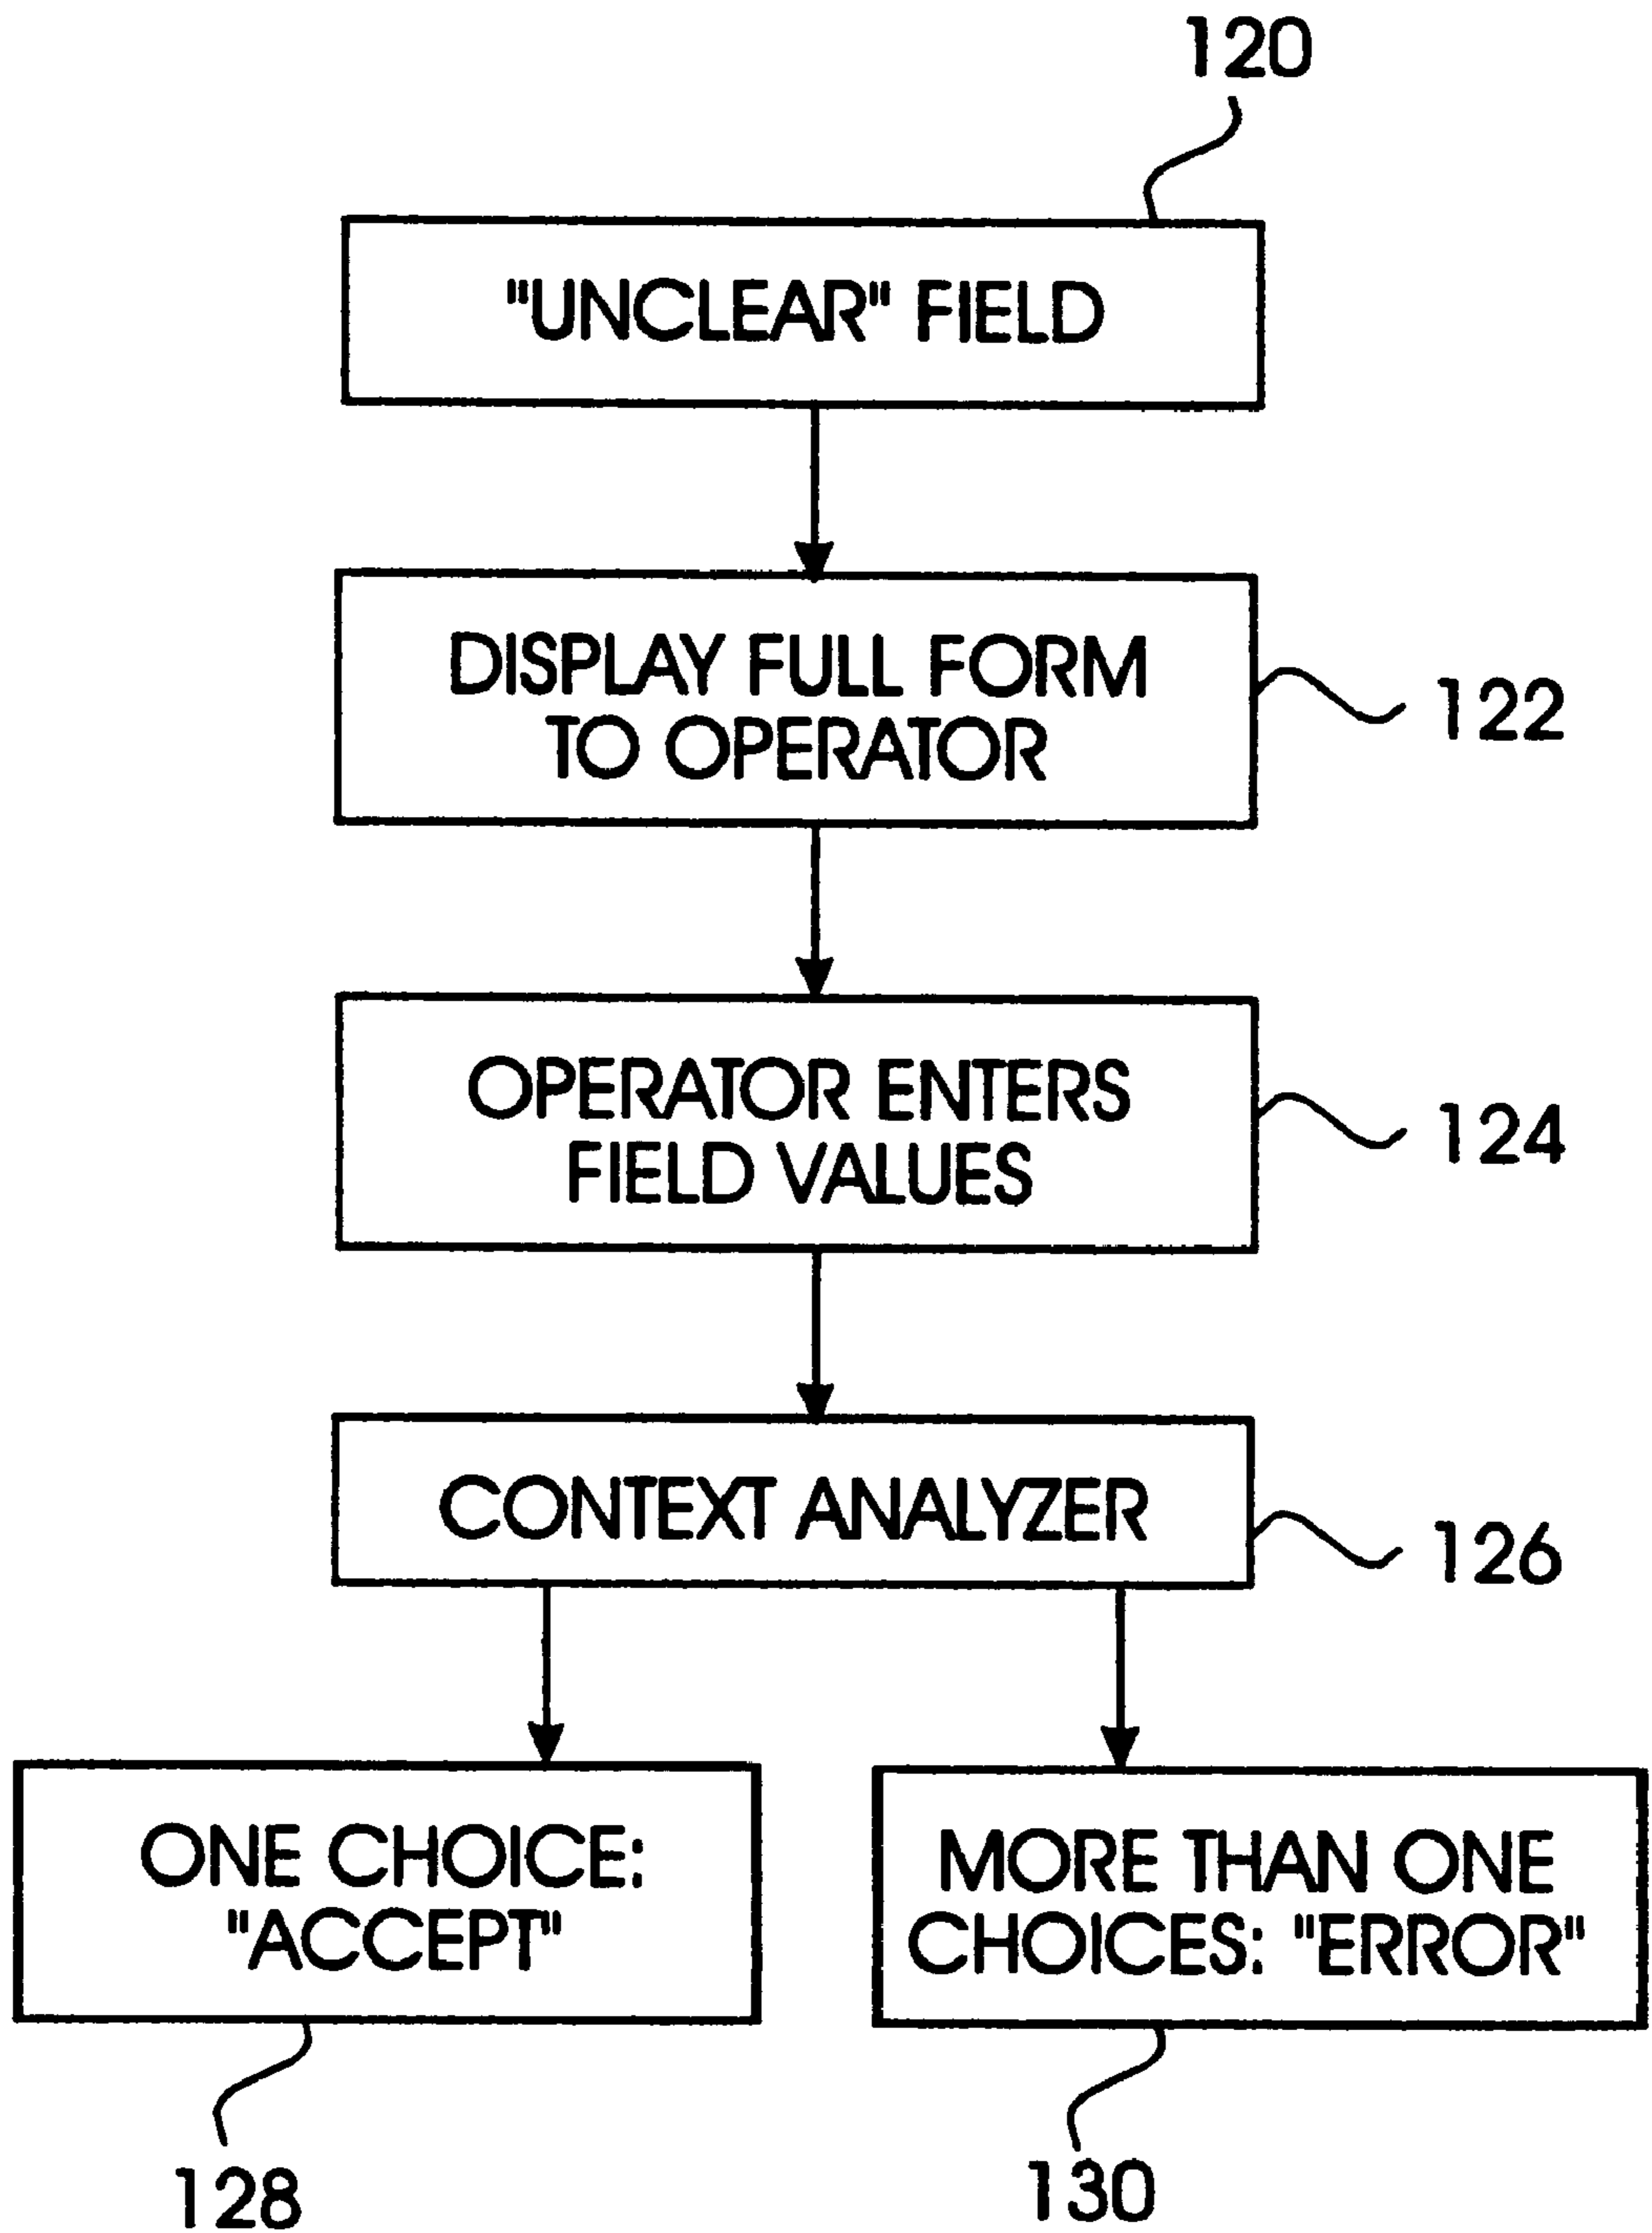 120
"UNCLEAR" FIELD
DISPLAY FULL FORM
TO OPERATOR
122
OPERATOR ENTERS
FIELD VALUES
124
CONTEXT ANALYZER
126
ONE CHOICE:
"ACCEPT"
MORE THAN ONE
CHOICES: "ERROR"
128
130